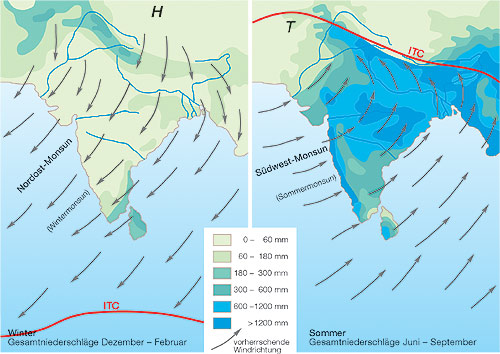 H
Nordost-Monsun
(Wintermonsun)
ITC
Winter
Gesamtniederschläge Dezember – Februar
T
ITC
Südwest-Monsun
(Sommermonsun)
0 – 60 mm
60 – 180 mm
180 – 300 mm
300 – 600 mm
600 –1200 mm
>1200 mm
vorherrschende
Windrichtung
Sommer
Gesamtniederschläge Juni – September